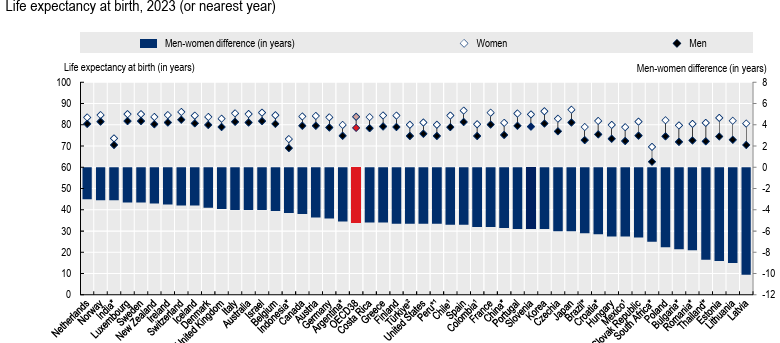 Life expectancy at birth, 2023 (or nearest year)
Men-women difference (in years)
Women
Men
Life expectancy at birth (in years)
Men-women difference (in years)
100
90
80
70
60
50
40
30
20
10
0
8
6
4
2
0
-2
-4
-6
-8
-10
-12
Netherlands
Norway
India*
Luxembourg
Sweden
New Zealand
Ireland
Switzerland
Iceland
Denmark
United Kingdom
Italy
Australia
Israel
Belgium
Indonesia*
Canada
Austria
Germany
Argentina*
OECD38
Costa Rica
Greece
Finland
United States
Chile
Spain
France
China*
Portugal
Slovenia
Korea
Czechia
Japan
Brazil*
Croatia*
Hungary
Slovak Republic
South Africa*
Poland
Bulgaria*
Romania*
Thailand*
Estonia
Lithuania
Latvia